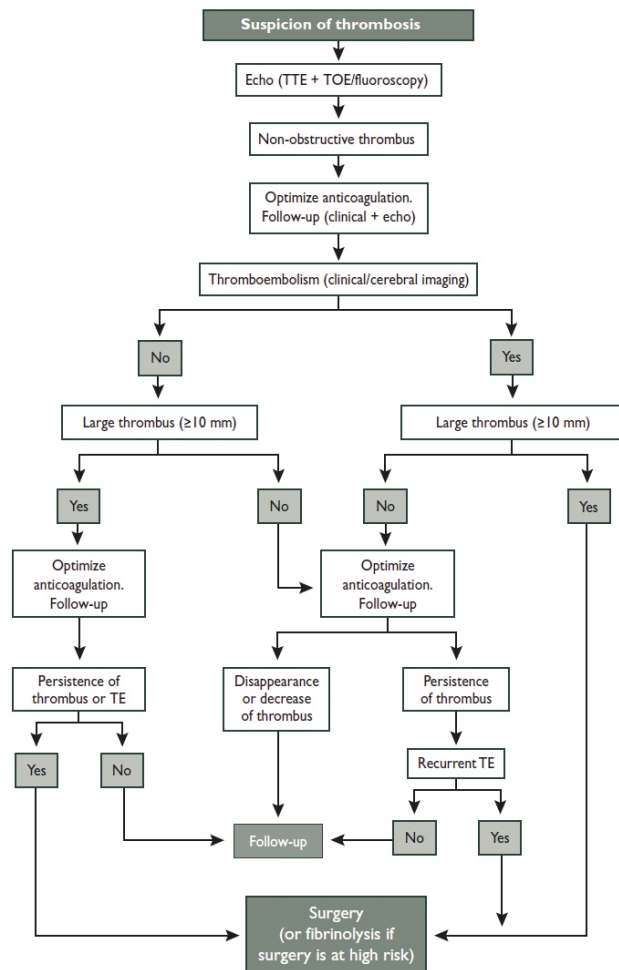 Suspicion of thrombosis
Echo (TTE + TOE/fluoroscopy)
Non-obstructive thrombus
Optimize anticoagulation.
Follow-up (clinical + echo)
Thromboembolism (clinical/cerebral imaging)
No
Yes
Large thrombus (≥10 mm)
Large thrombus (≥10 mm)
Yes
No
No
Yes
Optimize
anticoagulation.
Follow-up
Optimize
anticoagulation.
Follow-up
Persistence of
thrombus or TE
Disappearance
or decrease
of thrombus
Persistence
of thrombus
Yes
No
Recurrent TE
No
Yes
Follow-up
Surgery
(or fibrinolysis if
surgery is at high risk)